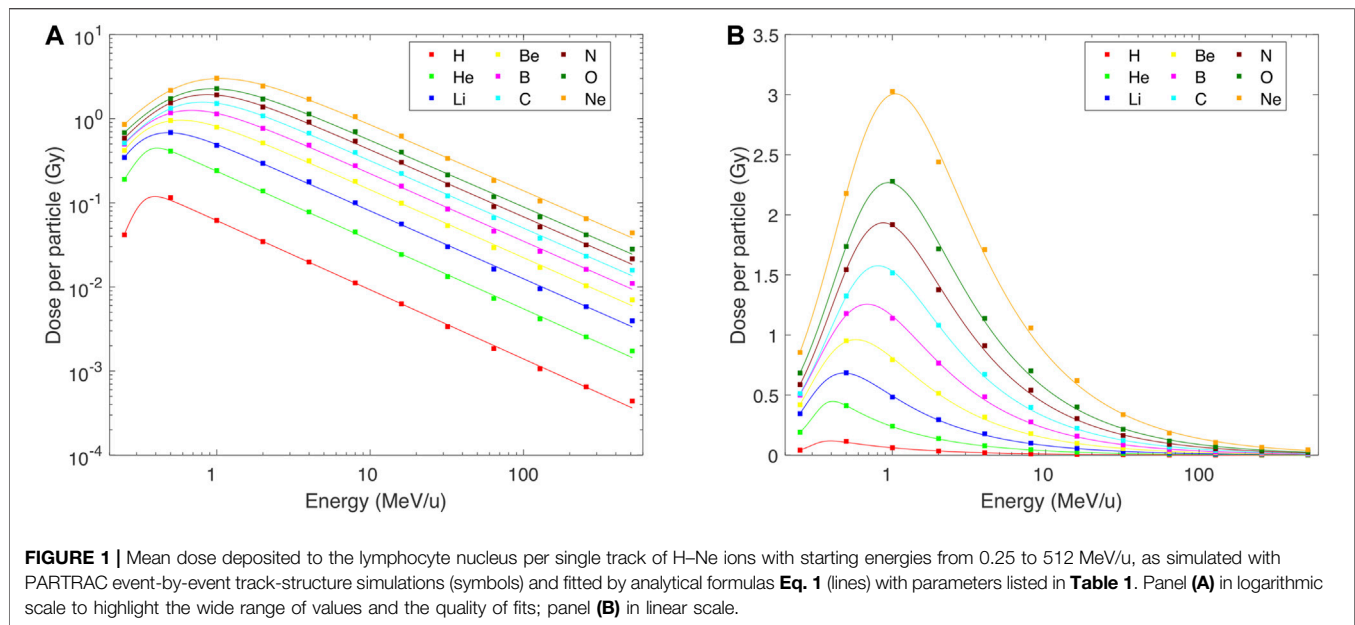 A
H Be N
He B O
Li C Ne
10^1
10^0
10^-1
10^-2
10^-3
10^-4
Dose per particle (Gy)
1 10 100
Energy (MeV/u)
B
H Be N
He B O
Li C Ne
3.5
3
2.5
2
1.5
1
0.5
0
Dose per particle (Gy)
1 10 100
Energy (MeV/u)
FIGURE 1 | Mean dose deposited to the lymphocyte nucleus per single track of H–Ne ions with starting energies from 0.25 to 512 MeV/u, as simulated with
PARTRAC event-by-event track-structure simulations (symbols) and fitted by analytical formulas Eq. 1 (lines) with parameters listed in Table 1. Panel (A) in logarithmic
scale to highlight the wide range of values and the quality of fits; panel (B) in linear scale.